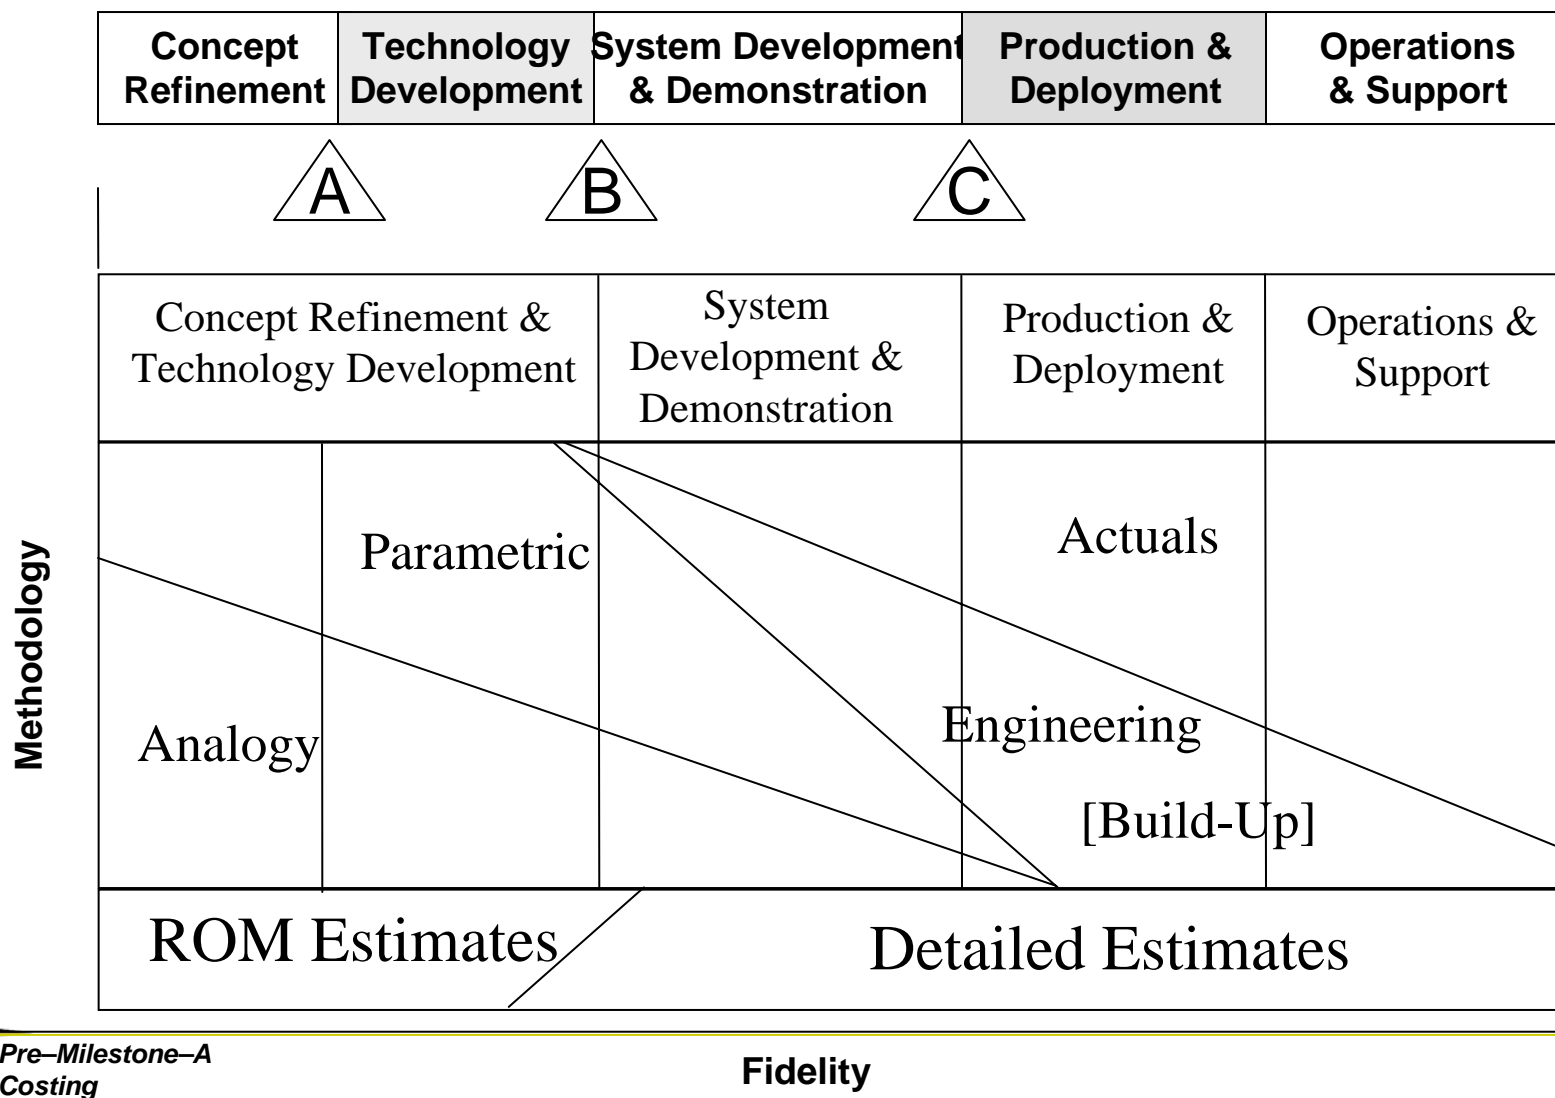 Concept
Refinement
Technology
Development
System Development
& Demonstration
Production &
Deployment
Operations
& Support
A
B
C
Concept Refinement &
Technology Development
System
Development &
Demonstration
Production &
Deployment
Operations &
Support
Methodology
Parametric
Actuals
Analogy
Engineering
[Build-Up]
ROM Estimates
Detailed Estimates
Pre–Milestone–A
Costing
Fidelity